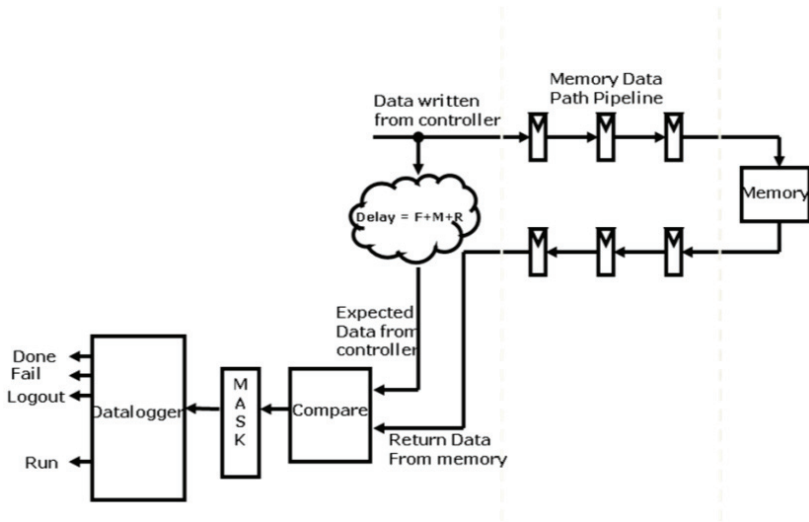 Memory Data
Path Pipeline
Data written
from controller
Memory
Delay = F+M+R
Expected
Data from
controller
Done
Fail
Logout
Run
Datalogger
M
A
S
K
Compare
Return Data
From memory